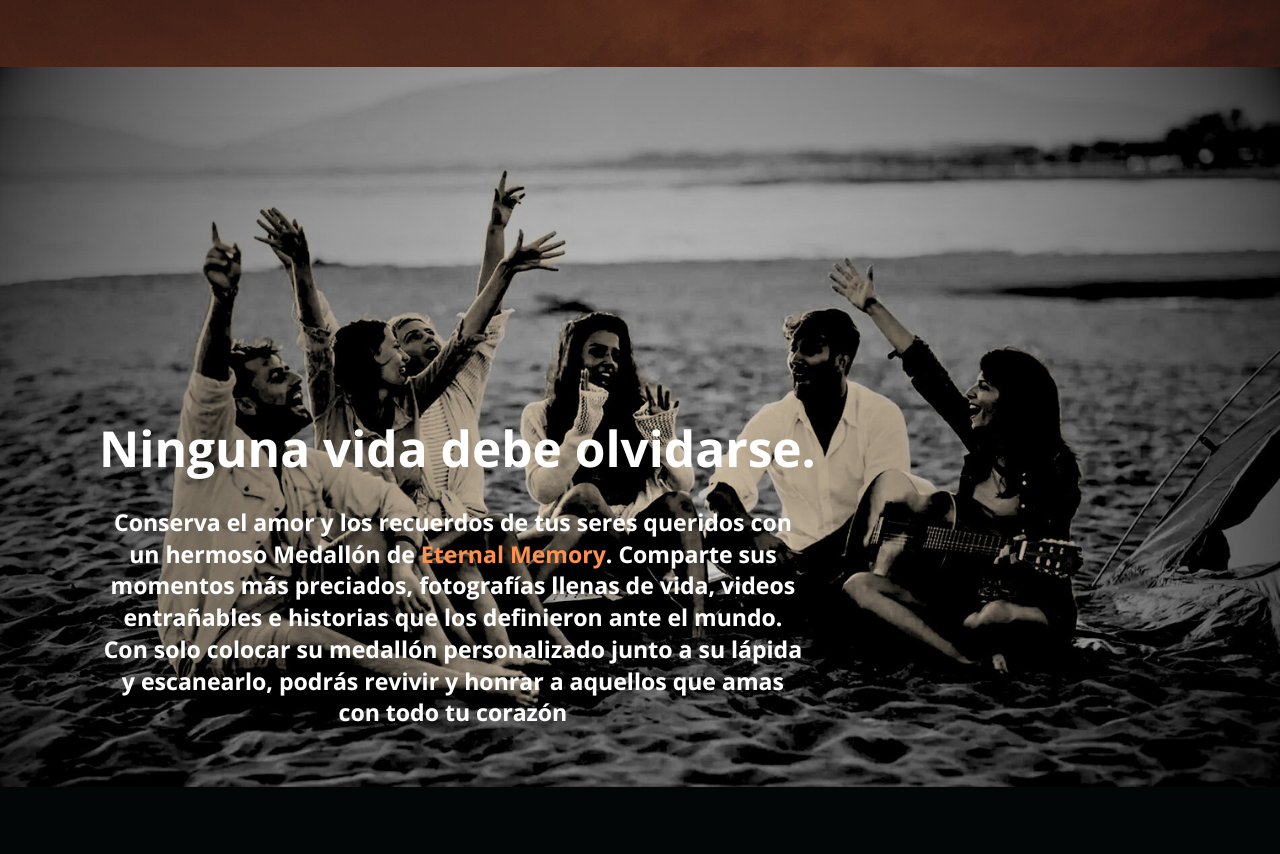 Ninguna vida debe olvidarse.
Conserva el amor y los recuerdos de tus seres queridos con
un hermoso Medallón de Eternal Memory. Comparte sus
momentos más preciados, fotografías llenas de vida, videos
entrañables e historias que los definieron ante el mundo.
Con solo colocar su medallón personalizado junto a su lápida
y escanearlo, podrás revivir y honrar a aquellos que amas
con todo tu corazón